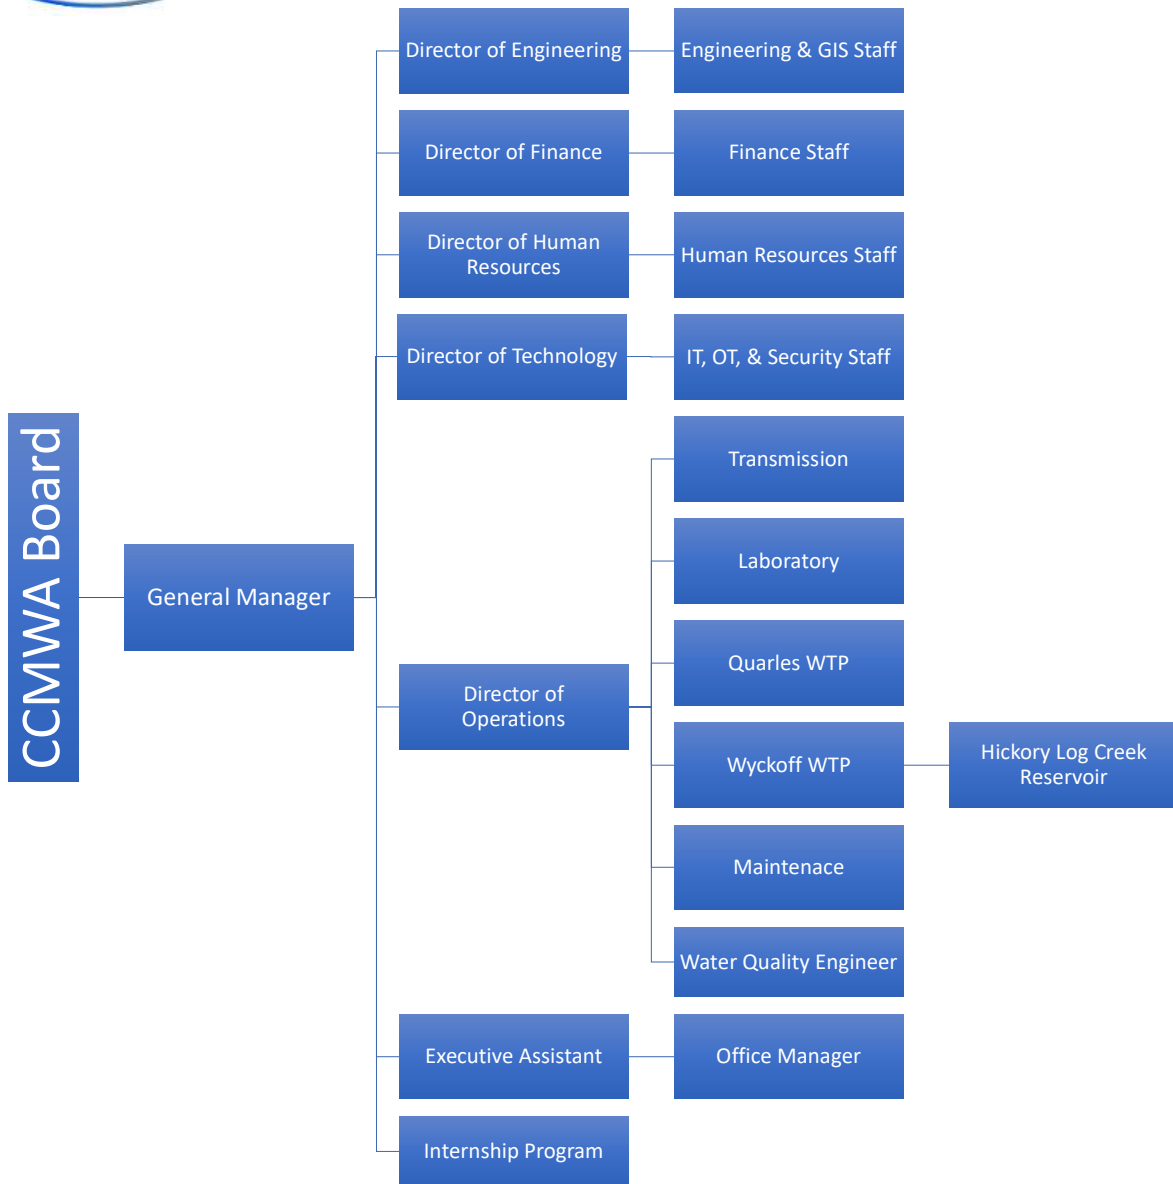 CCMWA Board
General Manager
Director of Engineering
Engineering & GIS Staff
Director of Finance
Finance Staff
Director of Human
Resources
Human Resources Staff
Director of Technology
IT, OT, & Security Staff
Director of
Operations
Transmission
Laboratory
Quarles WTP
Wyckoff WTP
Hickory Log Creek
Reservoir
Maintenace
Water Quality Engineer
Executive Assistant
Office Manager
Internship Program